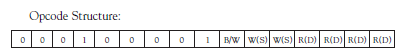 Opcode Structure:
0 0 0 1 0 0 0 0 1 B/W W(S) W(S) R(D) R(D) R(D) R(D)